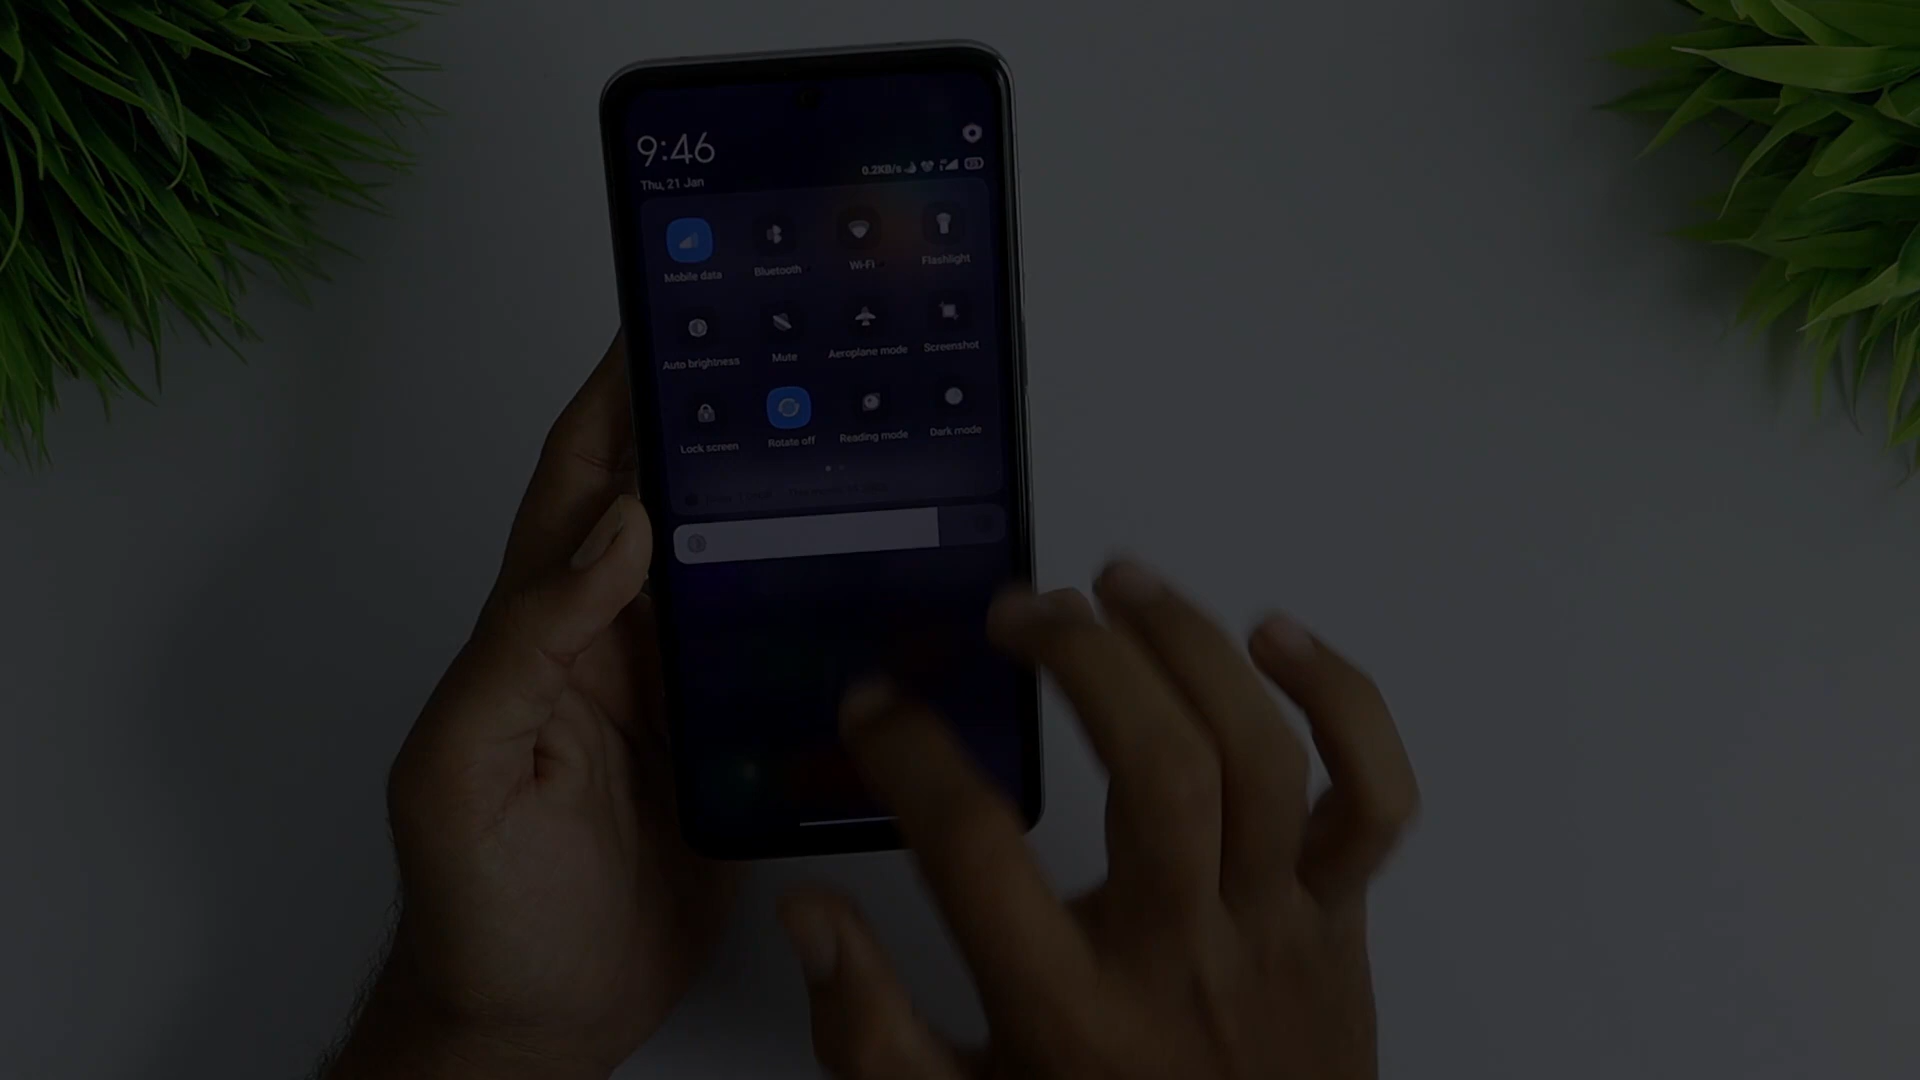 9:46
Thu, 21 Jan
0.2KB/s
Mobile data
Bluetooth
Wi-Fi
Flashlight
Auto brightness
Mute
Aeroplane mode
Screenshot
Lock screen
Rotate off
Reading mode
Dark mode